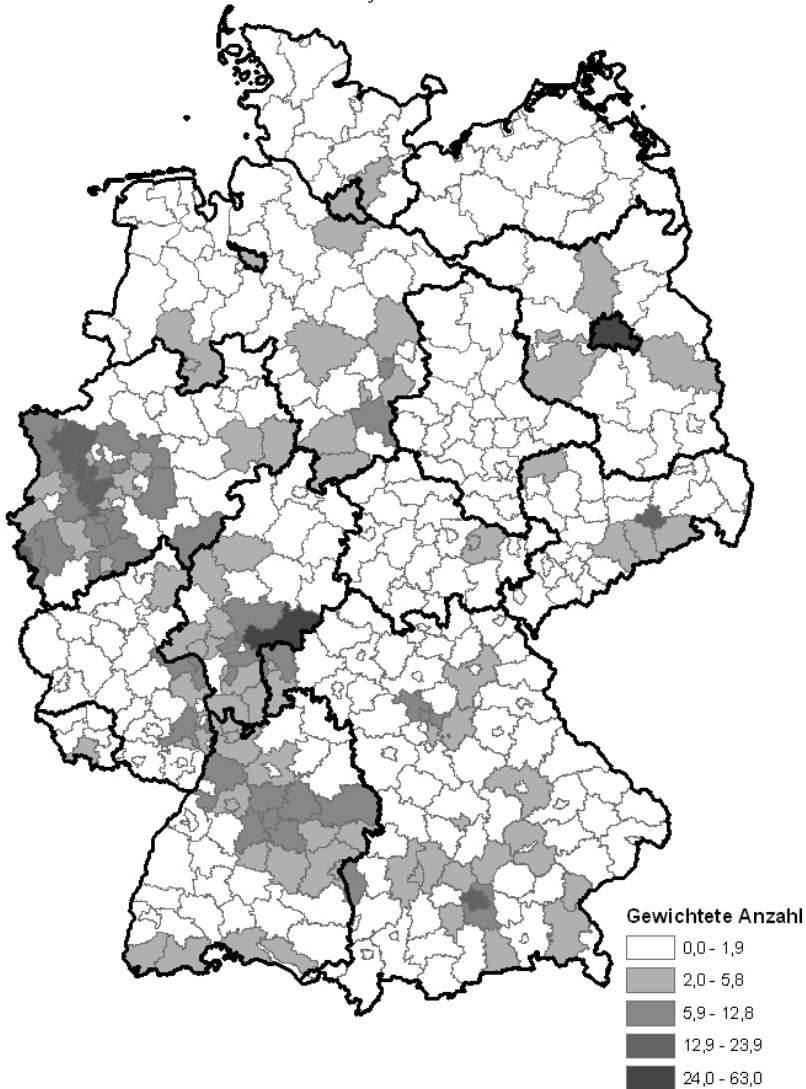 Gewichtete Anzahl
0,0 - 1,9
2,0 - 5,8
5,9 - 12,8
12,9 - 23,9
24,0 - 63,0